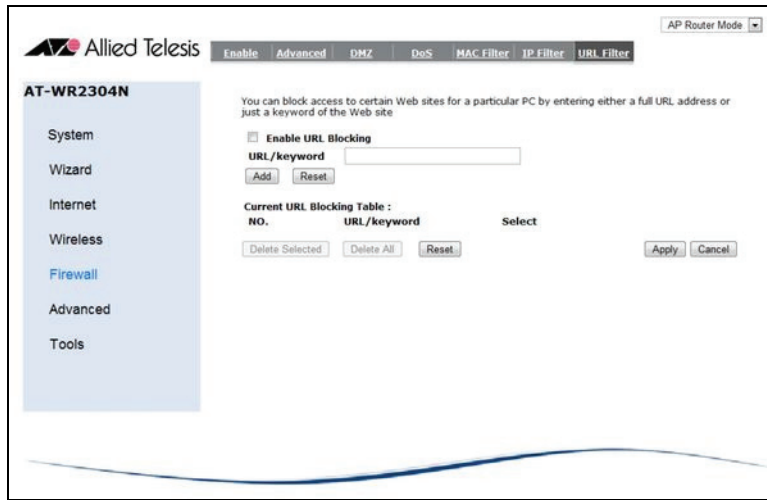 AP Router Mode
Allied Telesis
Enable Advanced DMZ DoS MAC Filter IP Filter URL Filter
AT-WR2304N
System
Wizard
Internet
Wireless
Firewall
Advanced
Tools
You can block access to certain Web sites for a particular PC by entering either a full URL address or
just a keyword of the Web site
Enable URL Blocking
URL/keyword
Add Reset
Current URL Blocking Table :
NO. URL/keyword Select
Delete Selected Delete All Reset Apply Cancel